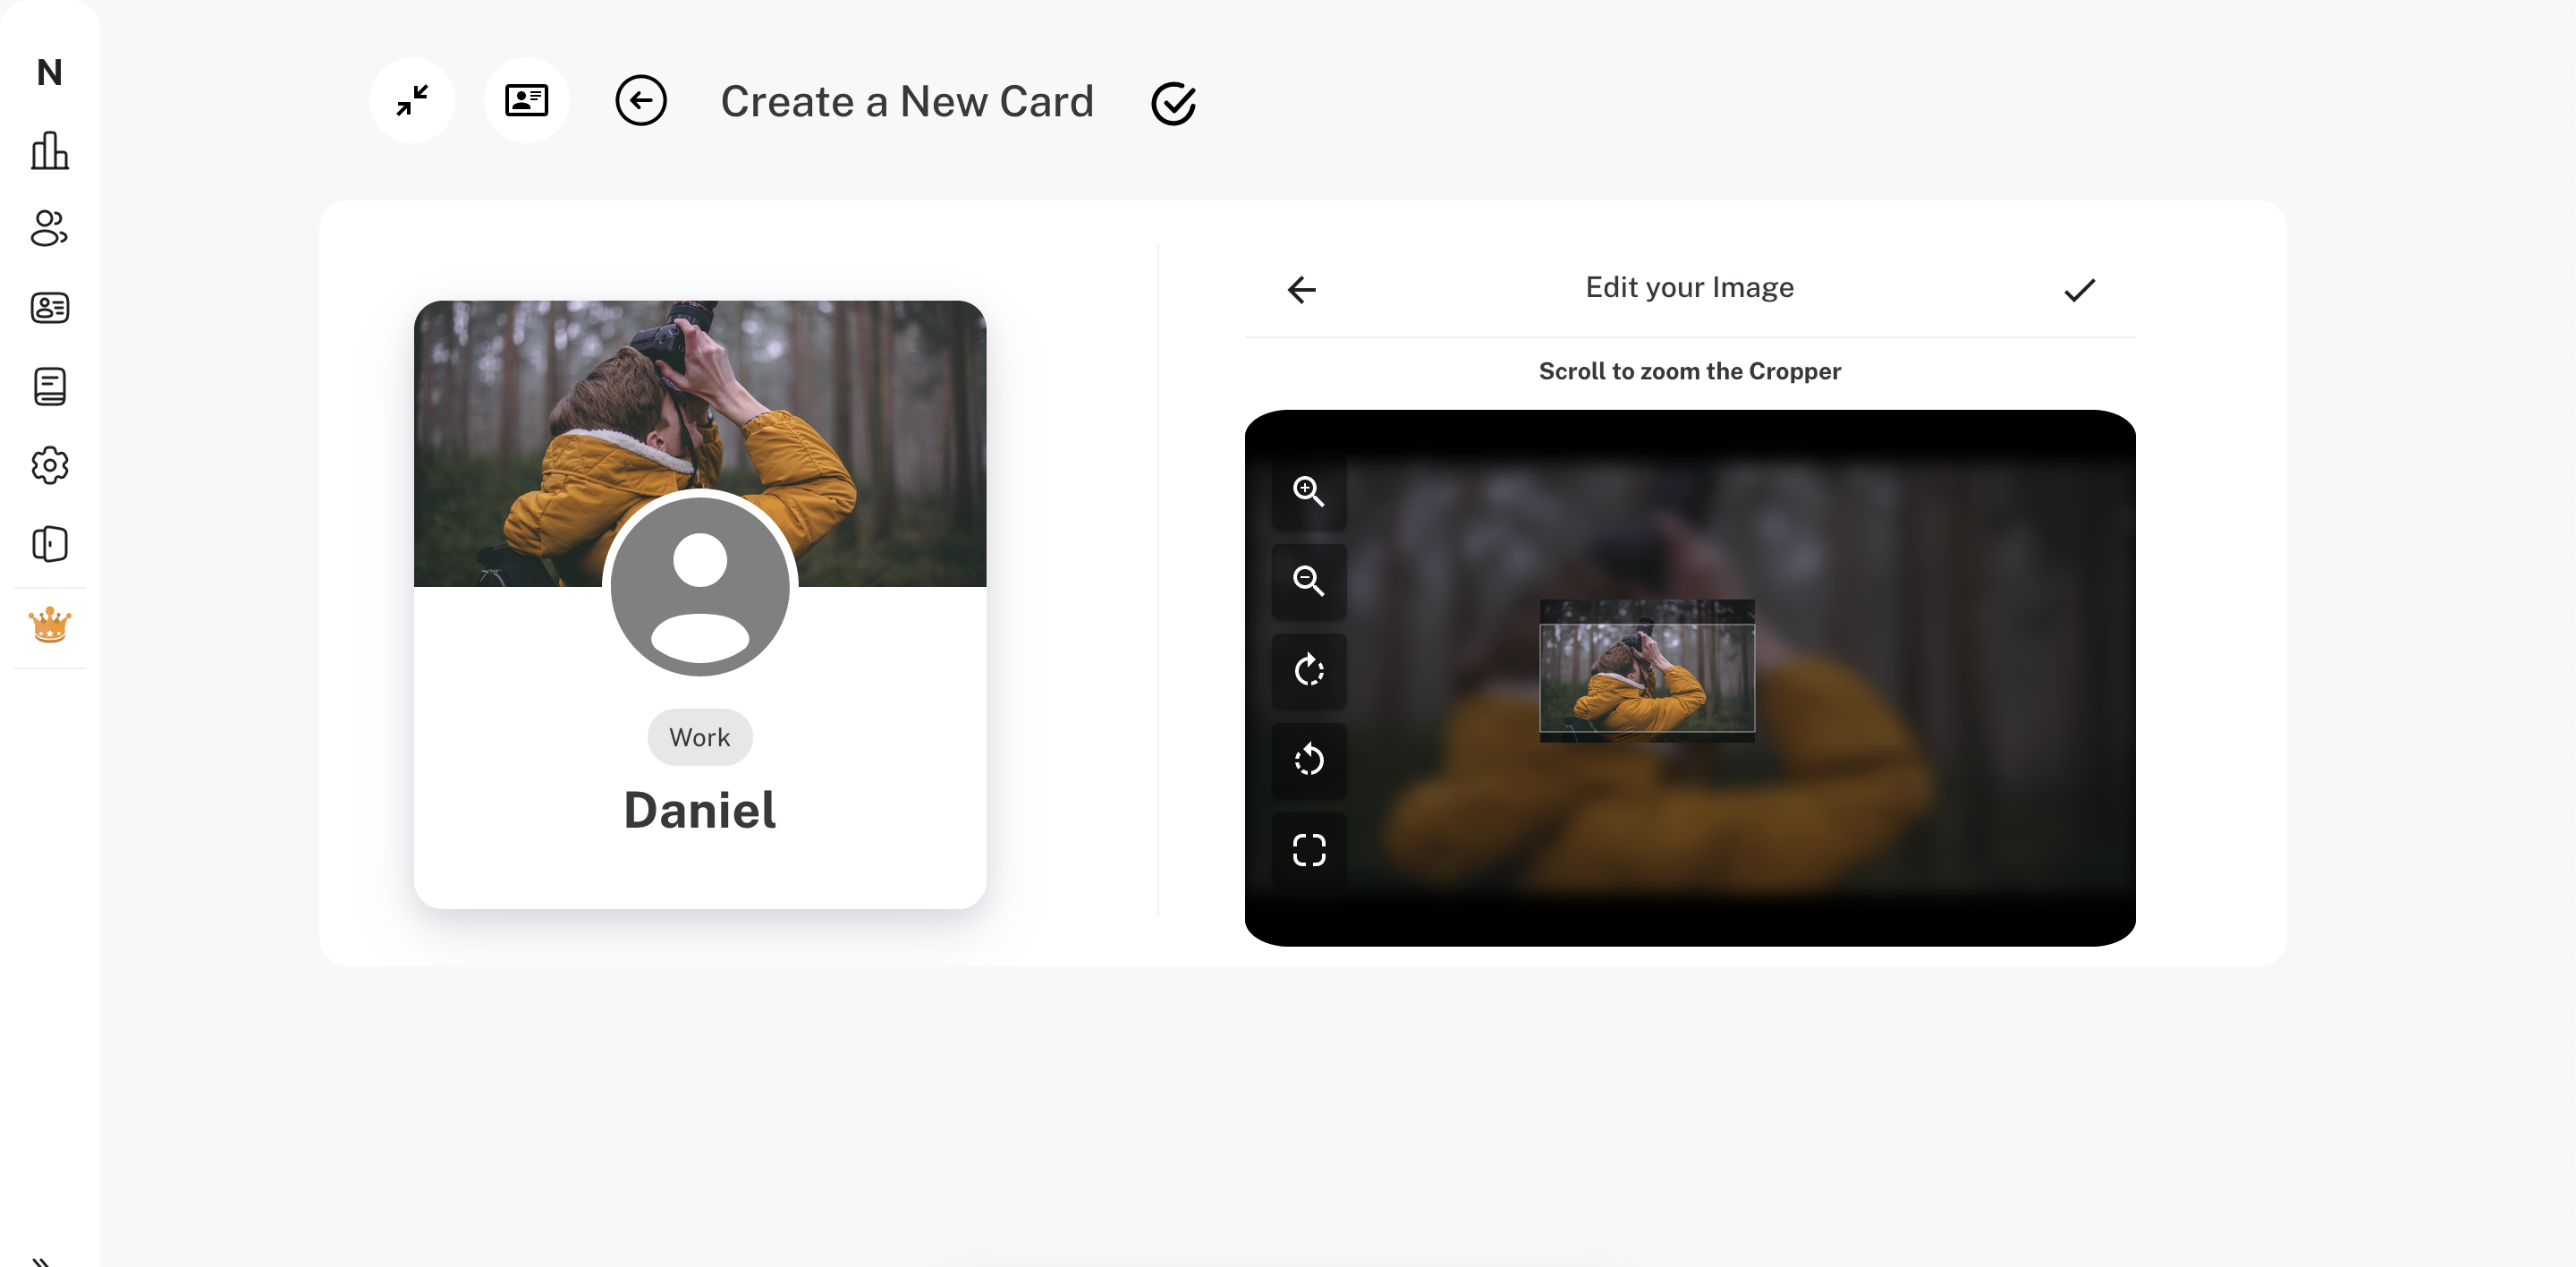 N
Create a New Card
Edit your Image
Scroll to zoom the Cropper
Work
Daniel